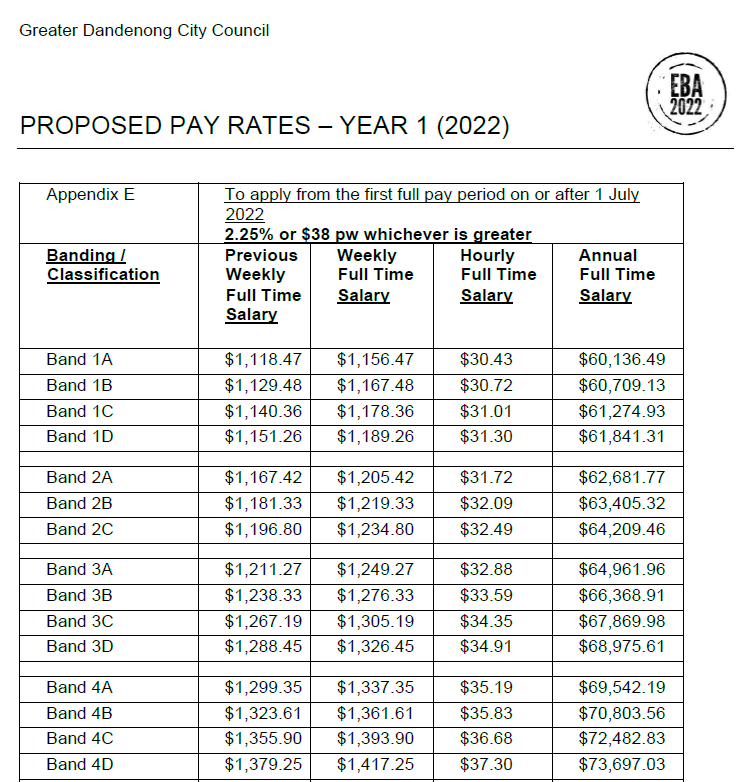 Greater Dandenong City Council
EBA
2022
PROPOSED PAY RATES – YEAR 1 (2022)
Appendix E
To apply from the first full pay period on or after 1 July
2022
2.25% or $38 pw whichever is greater
Banding / Previous Weekly Hourly Annual
Classification Weekly Full Time Full Time Full Time
Full Time Salary Salary Salary
Salary
Band 1A $1,118.47 $1,156.47 $30.43 $60,136.49
Band 1B $1,129.48 $1,167.48 $30.72 $60,709.13
Band 1C $1,140.36 $1,178.36 $31.01 $61,274.93
Band 1D $1,151.26 $1,189.26 $31.30 $61,841.31
Band 2A $1,167.42 $1,205.42 $31.72 $62,681.77
Band 2B $1,181.33 $1,219.33 $32.09 $63,405.32
Band 2C $1,196.80 $1,234.80 $32.49 $64,209.46
Band 3A $1,211.27 $1,249.27 $32.88 $64,961.96
Band 3B $1,238.33 $1,276.33 $33.59 $66,368.91
Band 3C $1,267.19 $1,305.19 $34.35 $67,869.98
Band 3D $1,288.45 $1,326.45 $34.91 $68,975.61
Band 4A $1,299.35 $1,337.35 $35.19 $69,542.19
Band 4B $1,323.61 $1,361.61 $35.83 $70,803.56
Band 4C $1,355.90 $1,393.90 $36.68 $72,482.83
Band 4D $1,379.25 $1,417.25 $37.30 $73,697.03